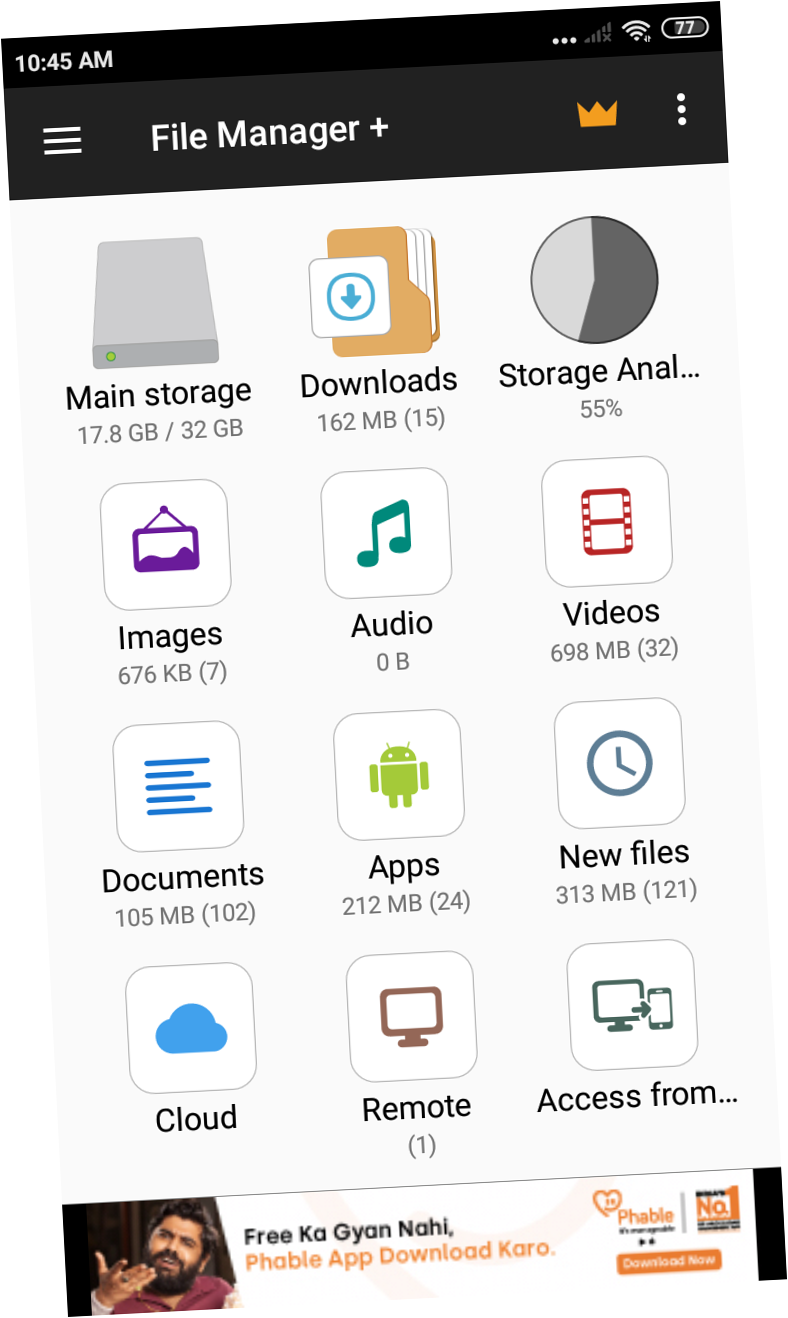 10:45 AM
77
File Manager +
Main storage
17.8 GB / 32 GB
Downloads
162 MB (15)
Storage Anal...
55%
Images
676 KB (7)
Audio
0 B
Videos
698 MB (32)
Documents
105 MB (102)
Apps
212 MB (24)
New files
313 MB (121)
Cloud
Remote
(1)
Access from...
Free Ka Gyan Nahi,
Phable App Download Karo.
Phable
It's manageable
INDIA'S
No.1
Download Now